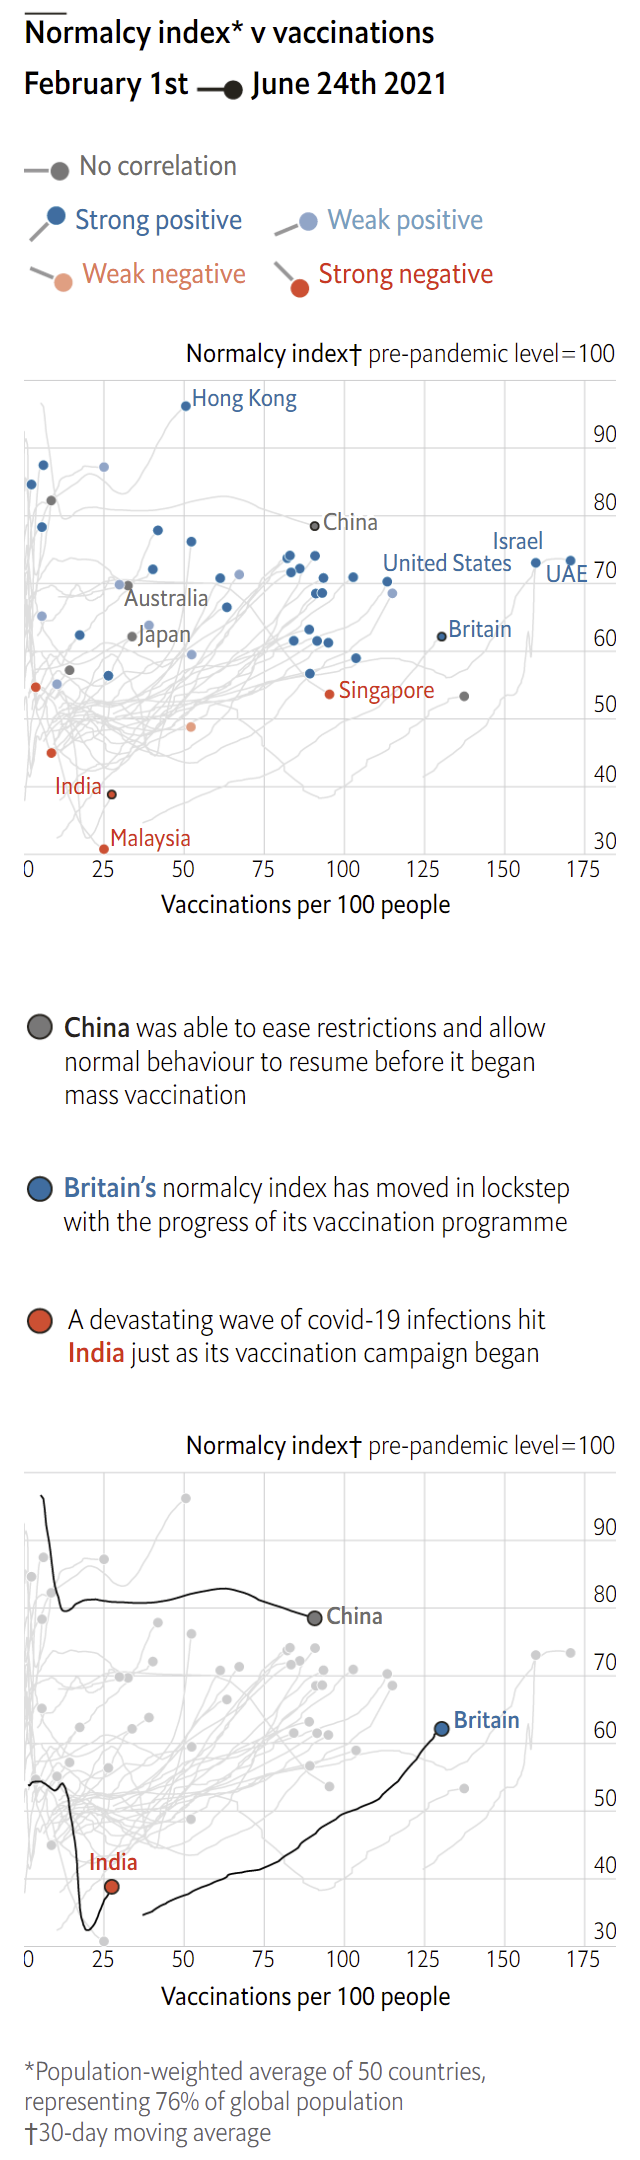 Normalcy index* v vaccinations
February 1st June 24th 2021
No correlation
Strong positive Weak positive
Weak negative Strong negative
Normalcy index† pre-pandemic level=100
Hong Kong
90
80
China
Israel
United States
UAE
70
Australia
Britain
Japan
60
Singapore
50
India
40
Malaysia
30
0 25 50 75 100 125 150 175
Vaccinations per 100 people
China was able to ease restrictions and allow
normal behaviour to resume before it began
mass vaccination
Britain's normalcy index has moved in lockstep
with the progress of its vaccination programme
A devastating wave of covid-19 infections hit
India just as its vaccination campaign began
Normalcy index† pre-pandemic level=100
90
80
China
70
Britain
60
50
India
40
30
0 25 50 75 100 125 150 175
Vaccinations per 100 people
*Population-weighted average of 50 countries,
representing 76% of global population
†30-day moving average